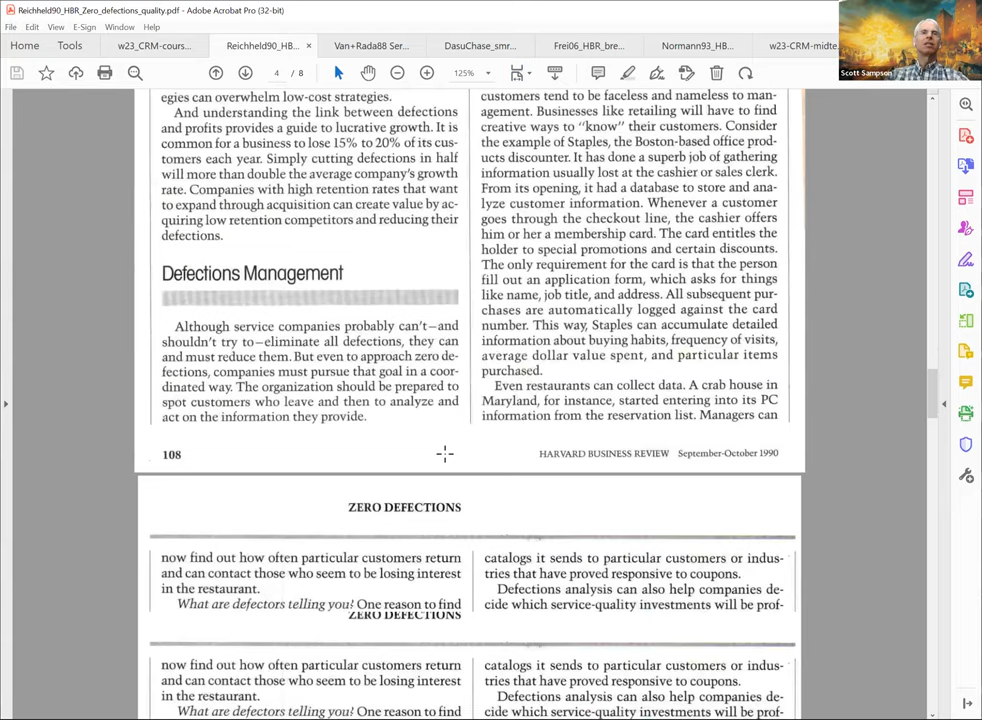 Reichheld90_HBR_Zero_defections_quality.pdf - Adobe Acrobat Pro (32-bit)
File Edit View E-Sign Window Help
Home Tools w23_CRM-cours... Reichheld90_HB... × Van+Rada88 Ser... DasuChase_smr... Frei06_HBR_bre... Normann93_HB... w23-CRM-midte...
4 / 8 125%
Scott Sampson
egies can overwhelm low-cost strategies.
And understanding the link between defections
and profits provides a guide to lucrative growth. It is
common for a business to lose 15% to 20% of its cus-
tomers each year. Simply cutting defections in half
will more than double the average company's growth
rate. Companies with high retention rates that want
to expand through acquisition can create value by ac-
quiring low retention competitors and reducing their
defections.
Defections Management
Although service companies probably can't–and
shouldn't try to–eliminate all defections, they can
and must reduce them. But even to approach zero de-
fections, companies must pursue that goal in a coor-
dinated way. The organization should be prepared to
spot customers who leave and then to analyze and
act on the information they provide.
customers tend to be faceless and nameless to man-
agement. Businesses like retailing will have to find
creative ways to "know" their customers. Consider
the example of Staples, the Boston-based office prod-
ucts discounter. It has done a superb job of gathering
information usually lost at the cashier or sales clerk.
From its opening, it had a database to store and ana-
lyze customer information. Whenever a customer
goes through the checkout line, the cashier offers
him or her a membership card. The card entitles the
holder to special promotions and certain discounts.
The only requirement for the card is that the person
fill out an application form, which asks for things
like name, job title, and address. All subsequent pur-
chases are automatically logged against the card
number. This way, Staples can accumulate detailed
information about buying habits, frequency of visits,
average dollar value spent, and particular items
purchased.
Even restaurants can collect data. A crab house in
Maryland, for instance, started entering into its PC
information from the reservation list. Managers can
108
HARVARD BUSINESS REVIEW September-October 1990
ZERO DEFECTIONS
now find out how often particular customers return
and can contact those who seem to be losing interest
in the restaurant.
What are defectors telling you? One reason to find
catalogs it sends to particular customers or indus-
tries that have proved responsive to coupons.
Defections analysis can also help companies de-
cide which service-quality investments will be prof-
ZERO DEFECTIONS
now find out how often particular customers return
and can contact those who seem to be losing interest
in the restaurant.
What are defectors telling you? One reason to find
catalogs it sends to particular customers or indus-
tries that have proved responsive to coupons.
Defections analysis can also help companies de-
cide which service-quality investments will be prof-